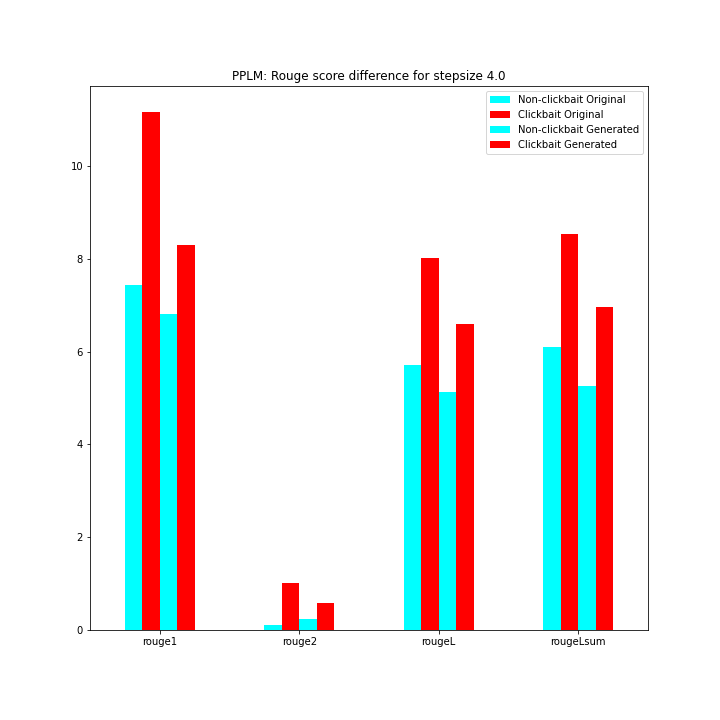 PPLM: Rouge score difference for stepsize 4.0
Non-clickbait Original
Clickbait Original
Non-clickbait Generated
Clickbait Generated
10
8
6
4
2
0
rouge1 rouge2 rougeL rougeLsum